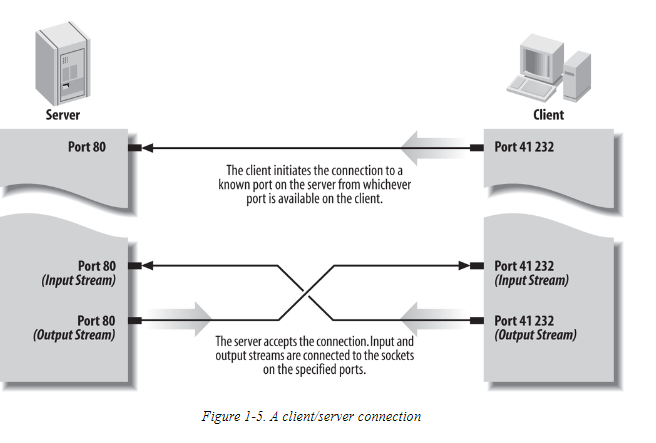 Server
Client
Port 80
Port 41 232
The client initiates the connection to a
known port on the server from whichever
port is available on the client.
Port 80
(Input Stream)
Port 41 232
(Input Stream)
Port 80
(Output Stream)
Port 41 232
(Output Stream)
The server accepts the connection. Input and
output streams are connected to the sockets
on the specified ports.
Figure 1-5. A client/server connection